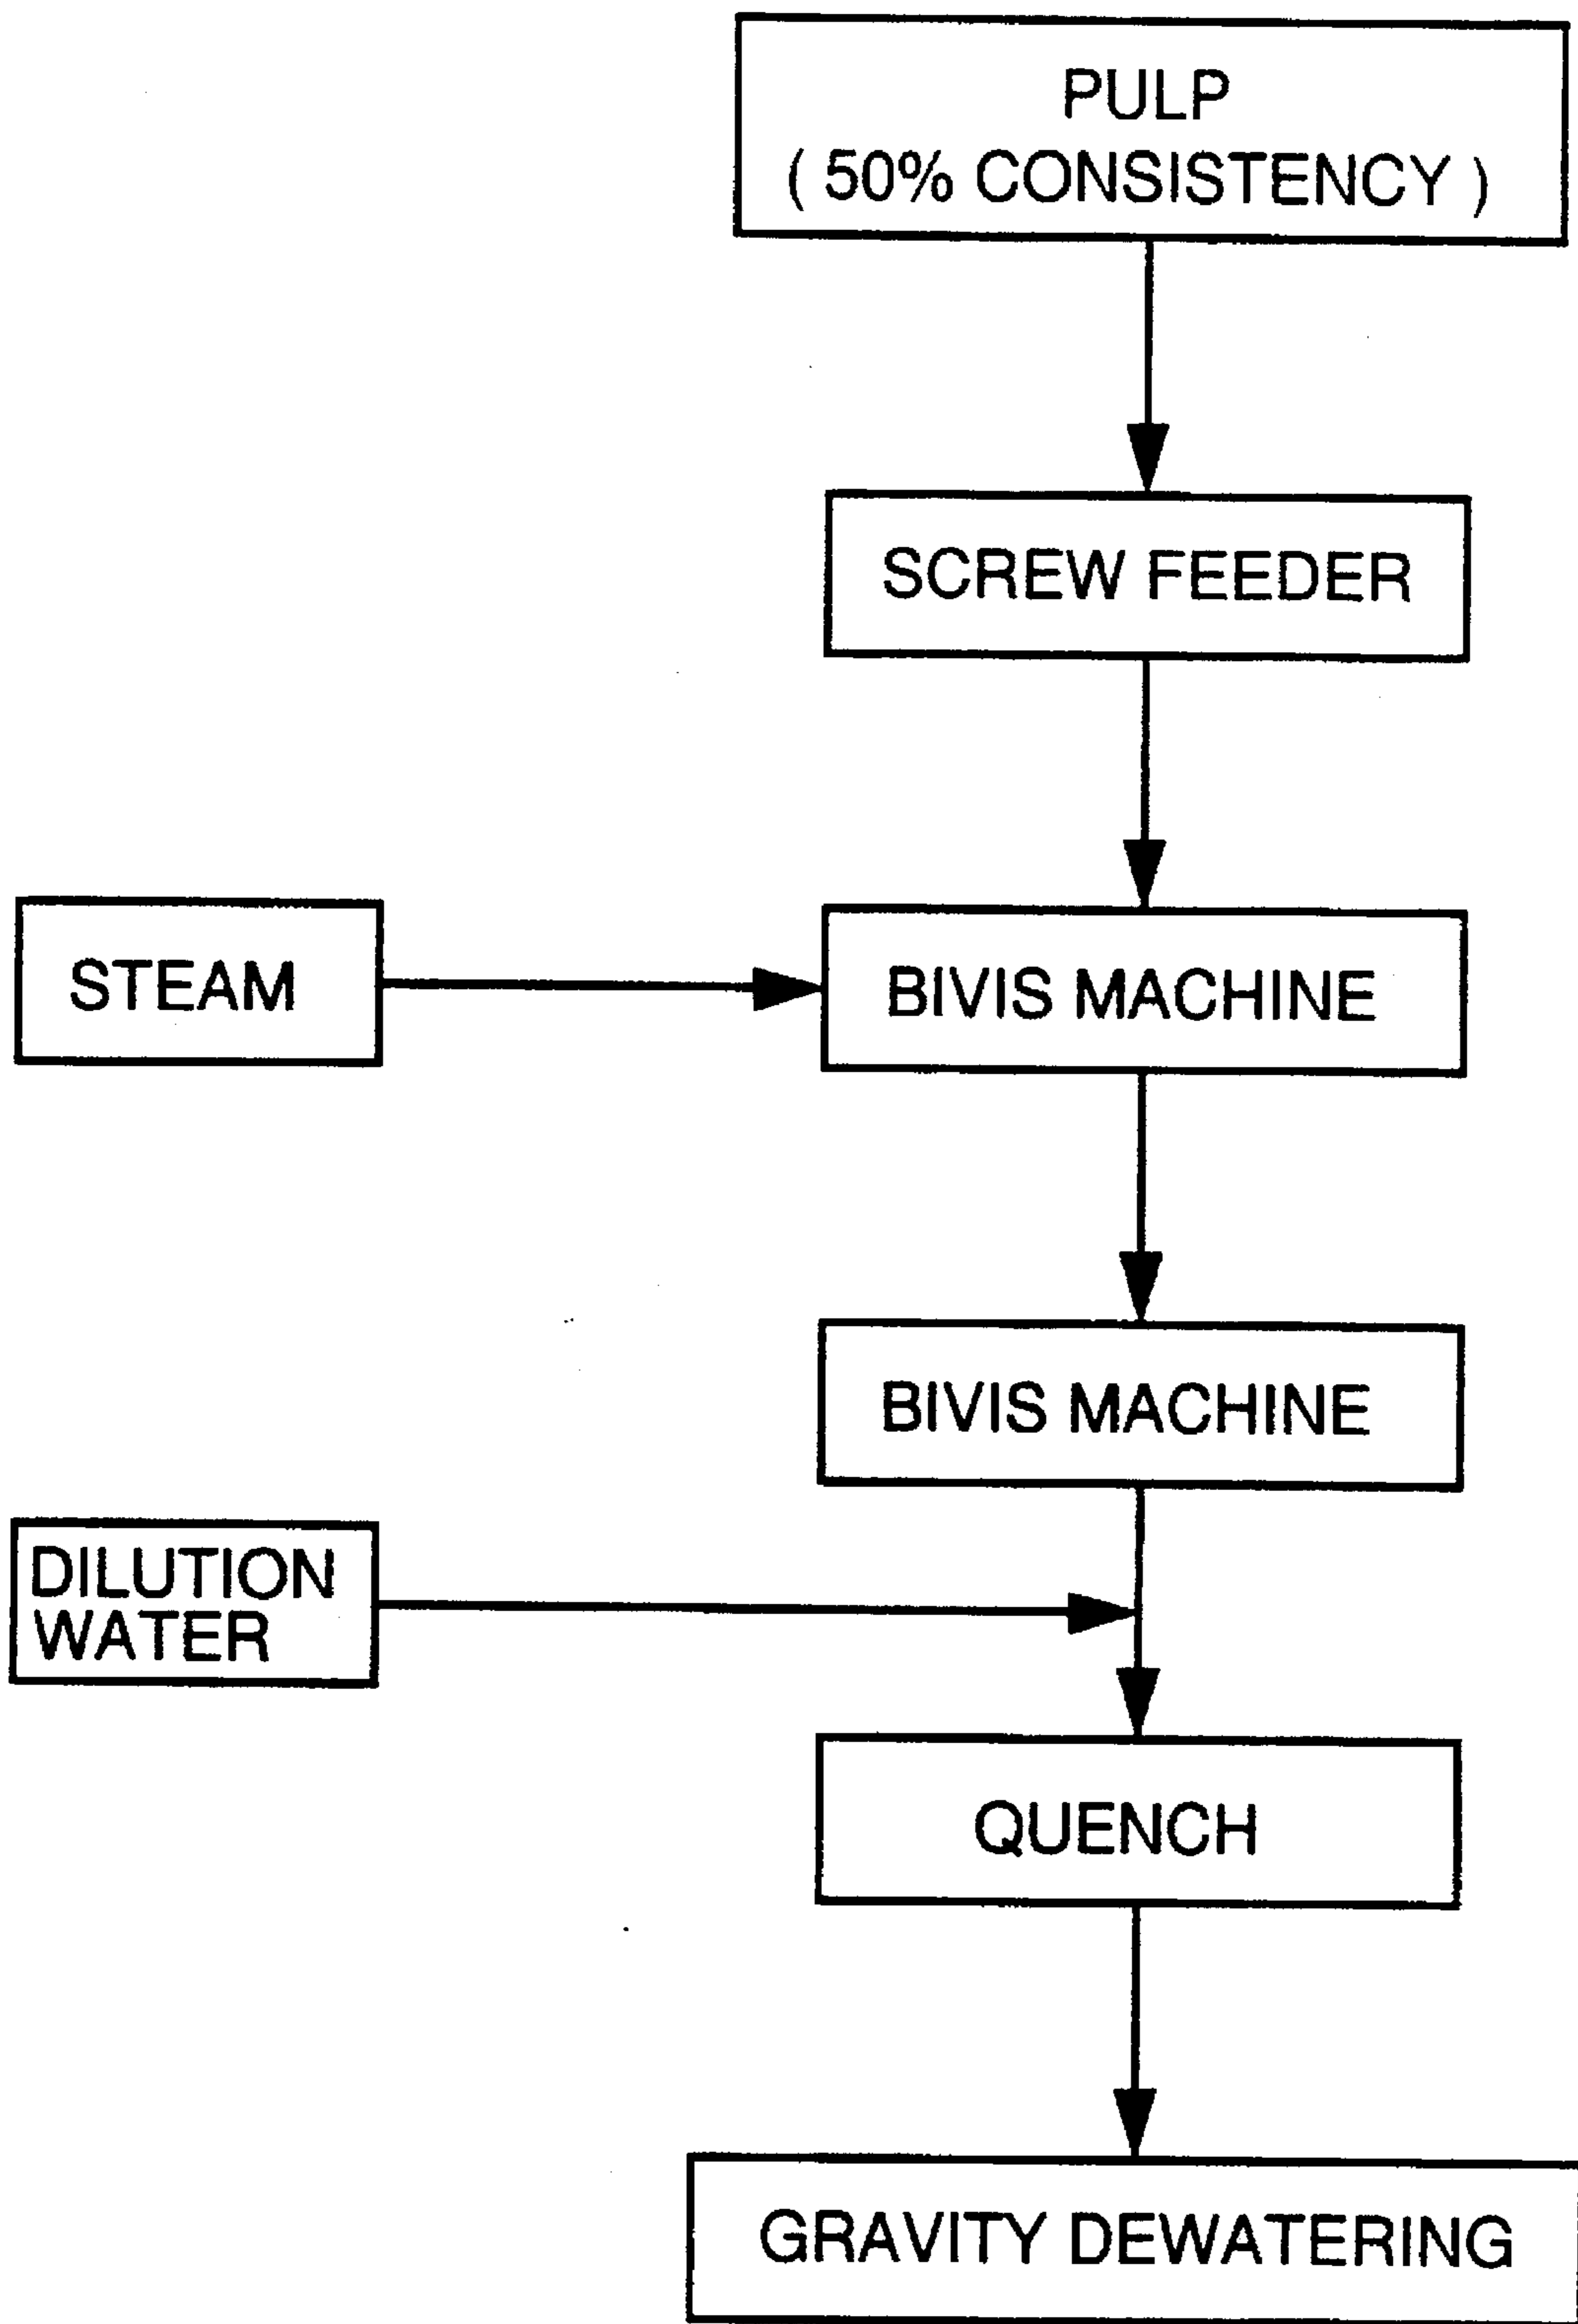 PULP
( 50% CONSISTENCY )
SCREW FEEDER
STEAM
BIVIS MACHINE
BIVIS MACHINE
DILUTION
WATER
QUENCH
GRAVITY DEWATERING